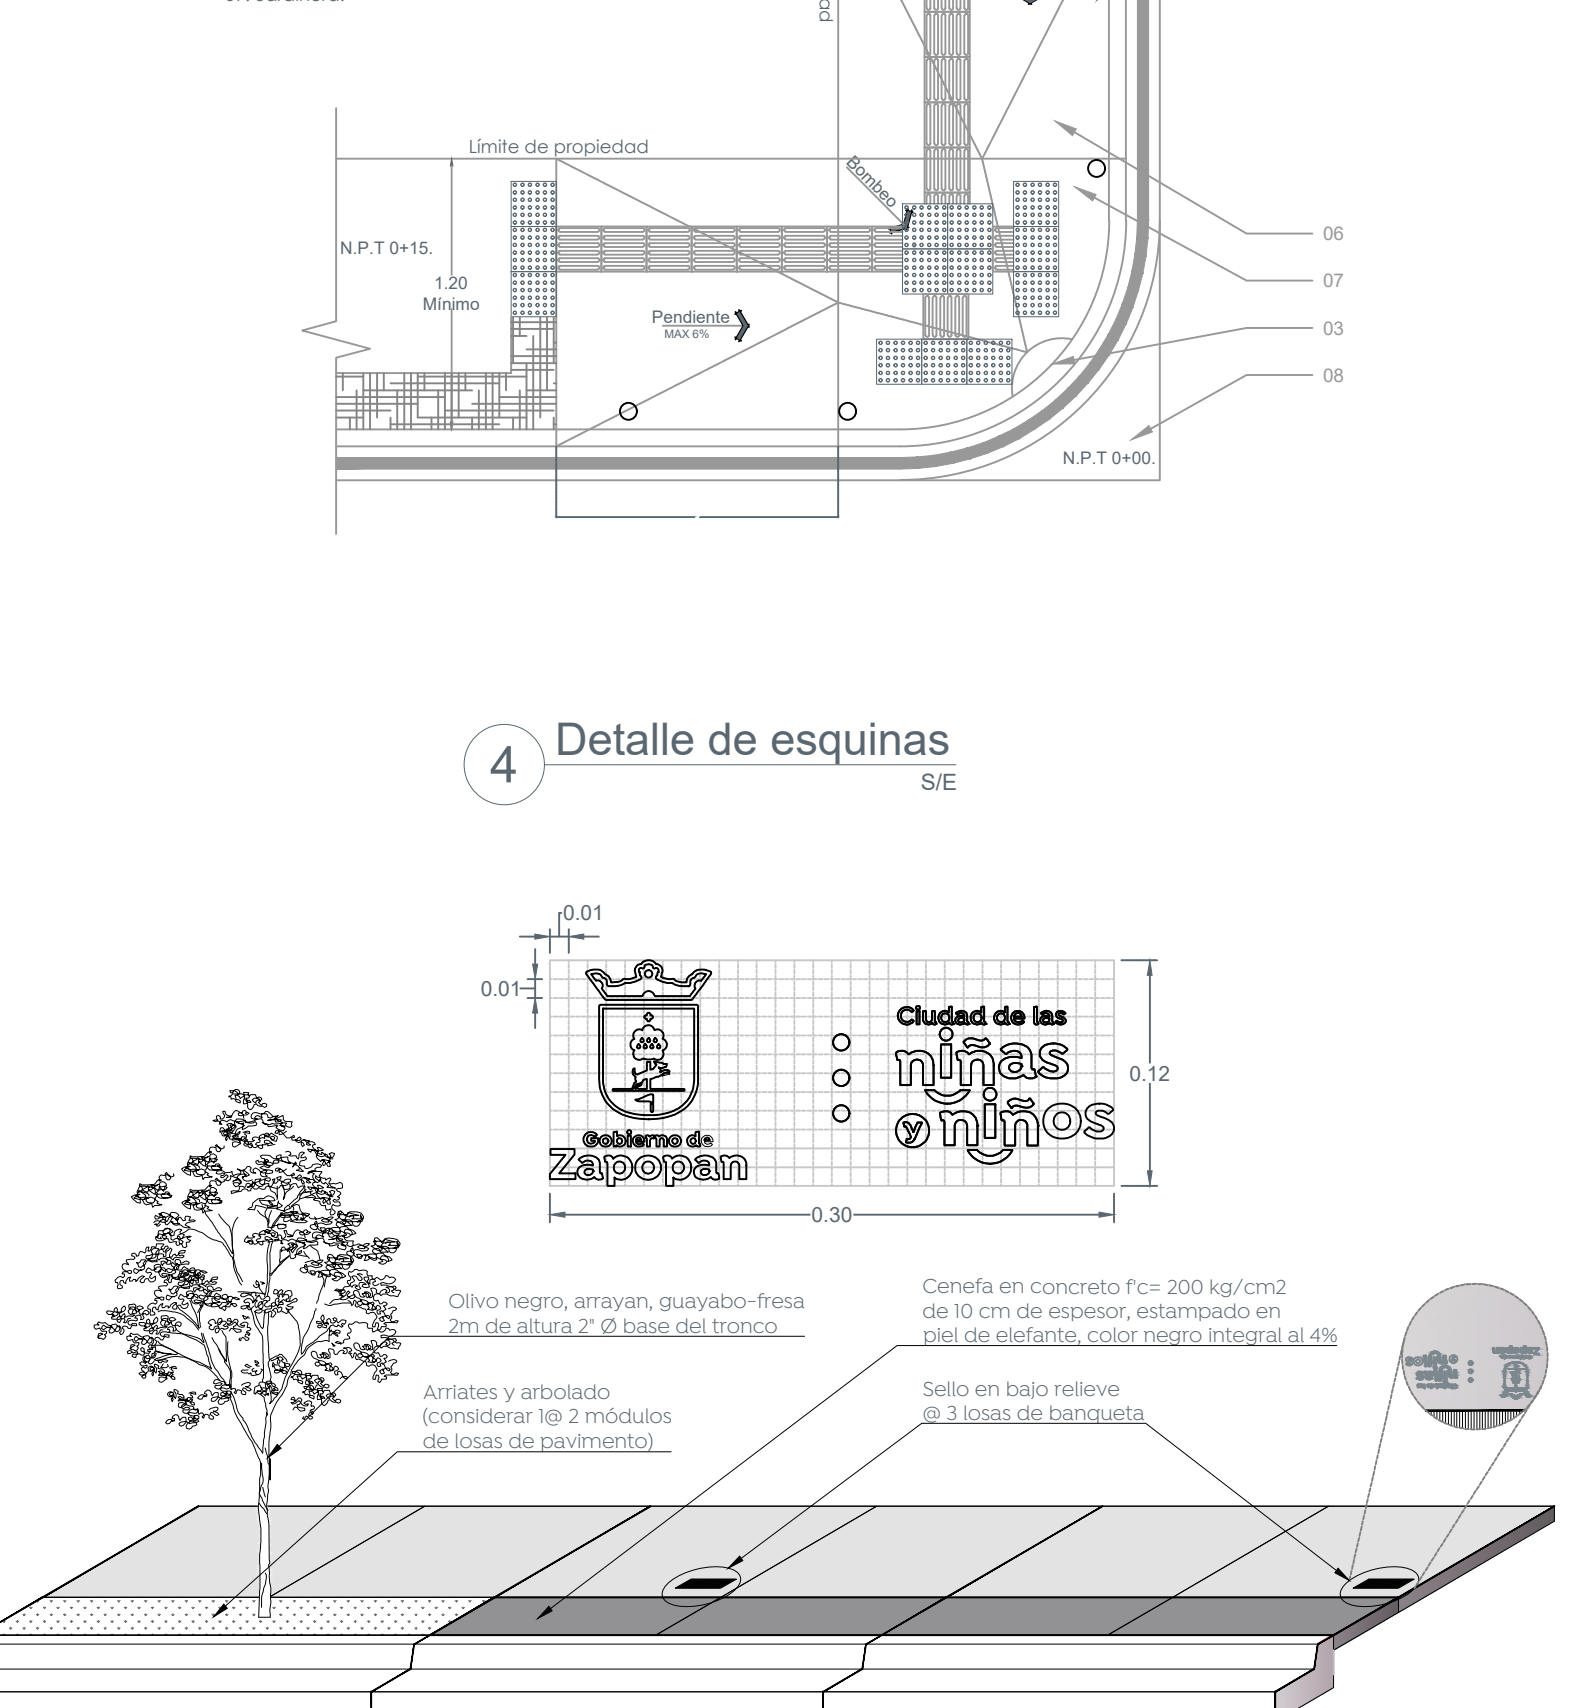 Límite de propiedad
Bombeo
N.P.T 0+15.
1.20
Mínimo
Pendiente
MAX 6%
06
07
03
08
N.P.T 0+00.
4
Detalle de esquinas
S/E
0.01
0.01
Ciudad de las
niñas
y niños
Gobierno de
Zapopan
0.12
0.30
Olivo negro, arrayan, guayabo-fresa
2m de altura 2" Ø base del tronco
Cenefa en concreto f'c= 200 kg/cm2
de 10 cm de espesor, estampado en
piel de elefante, color negro integral al 4%
Arriates y arbolado
(considerar 1@ 2 módulos
de losas de pavimento)
Sello en bajo relieve
@ 3 losas de banqueta
Zapopan